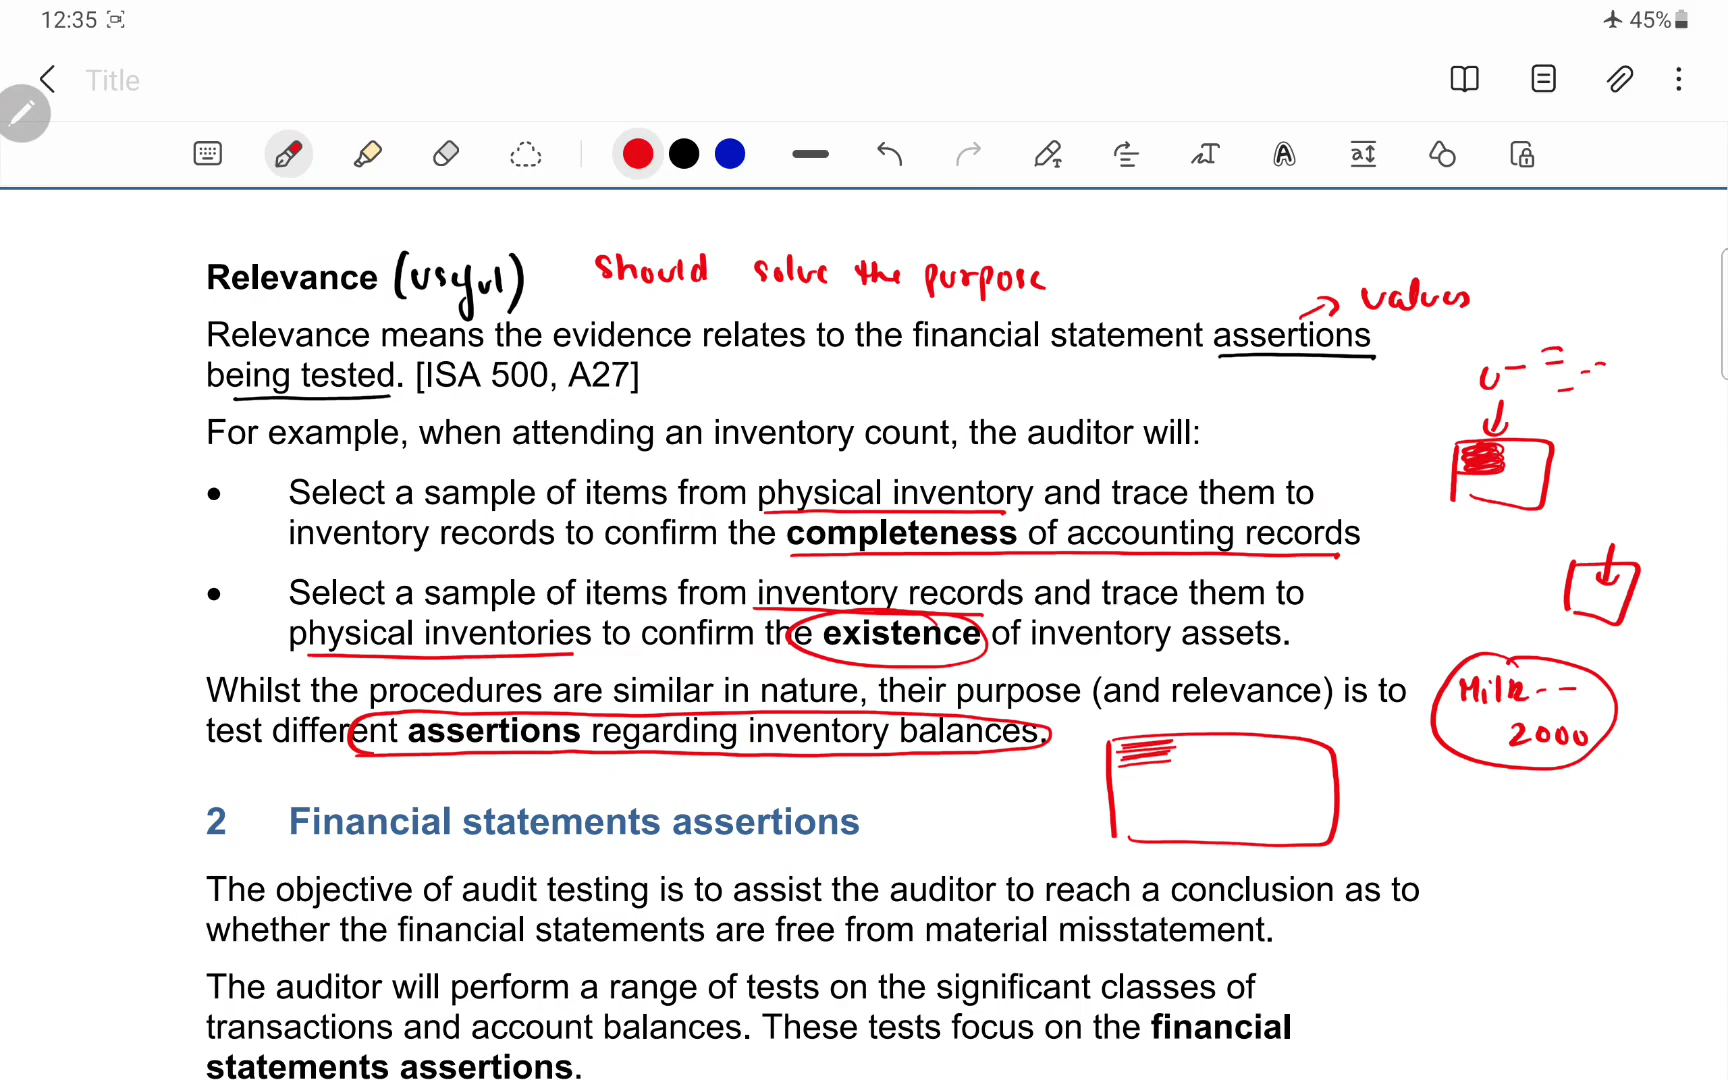 12:35
45%
Title
Relevance (useful) should solve the purpose
values
Relevance means the evidence relates to the financial statement assertions
being tested. [ISA 500, A27]
For example, when attending an inventory count, the auditor will:
• Select a sample of items from physical inventory and trace them to
inventory records to confirm the completeness of accounting records
• Select a sample of items from inventory records and trace them to
physical inventories to confirm the existence of inventory assets.
Whilst the procedures are similar in nature, their purpose (and relevance) is to
test different assertions regarding inventory balances.
Milk--
2000
2 Financial statements assertions
The objective of audit testing is to assist the auditor to reach a conclusion as to
whether the financial statements are free from material misstatement.
The auditor will perform a range of tests on the significant classes of
transactions and account balances. These tests focus on the financial
statements assertions.